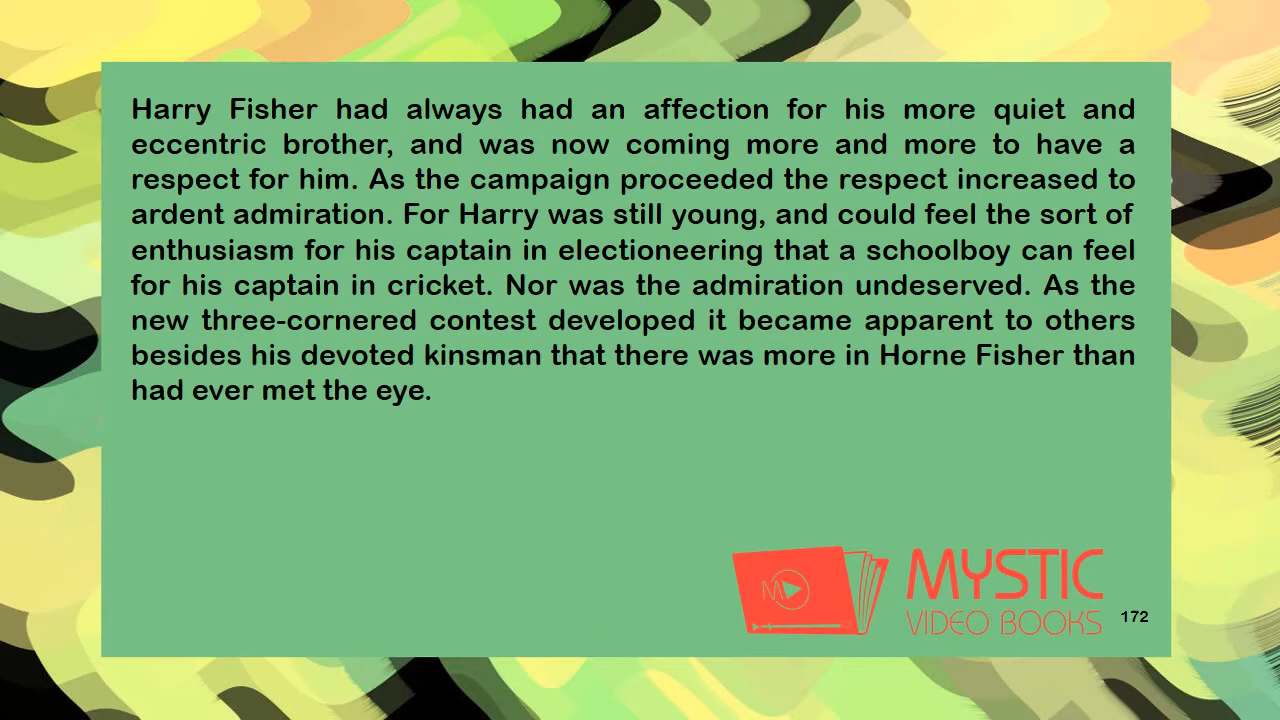 Harry Fisher had always had an affection for his more quiet and
eccentric brother, and was now coming more and more to have a
respect for him. As the campaign proceeded the respect increased to
ardent admiration. For Harry was still young, and could feel the sort of
enthusiasm for his captain in electioneering that a schoolboy can feel
for his captain in cricket. Nor was the admiration undeserved. As the
new three-cornered contest developed it became apparent to others
besides his devoted kinsman that there was more in Horne Fisher than
had ever met the eye.
M
MYSTIC
VIDEO BOOKS
172